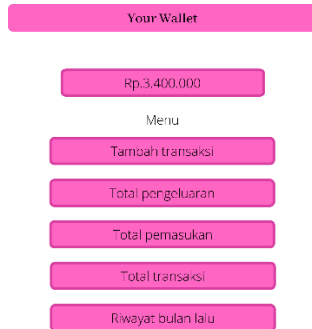 Your Wallet
Rp.3.400.000
Menu
Tambah transaksi
Total pengeluaran
Total pemasukan
Total transaksi
Riwayat bulan lalu